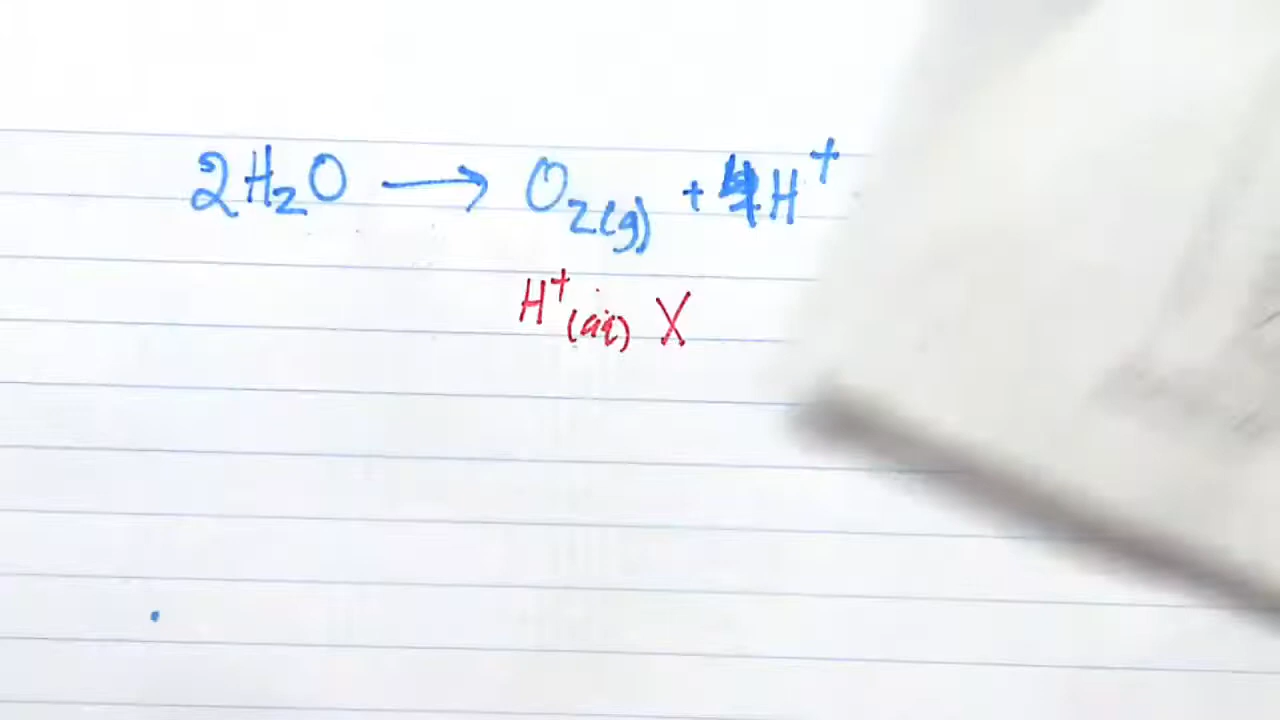 2H₂O → O₂(g) + 4H⁺
H⁺(aq) X